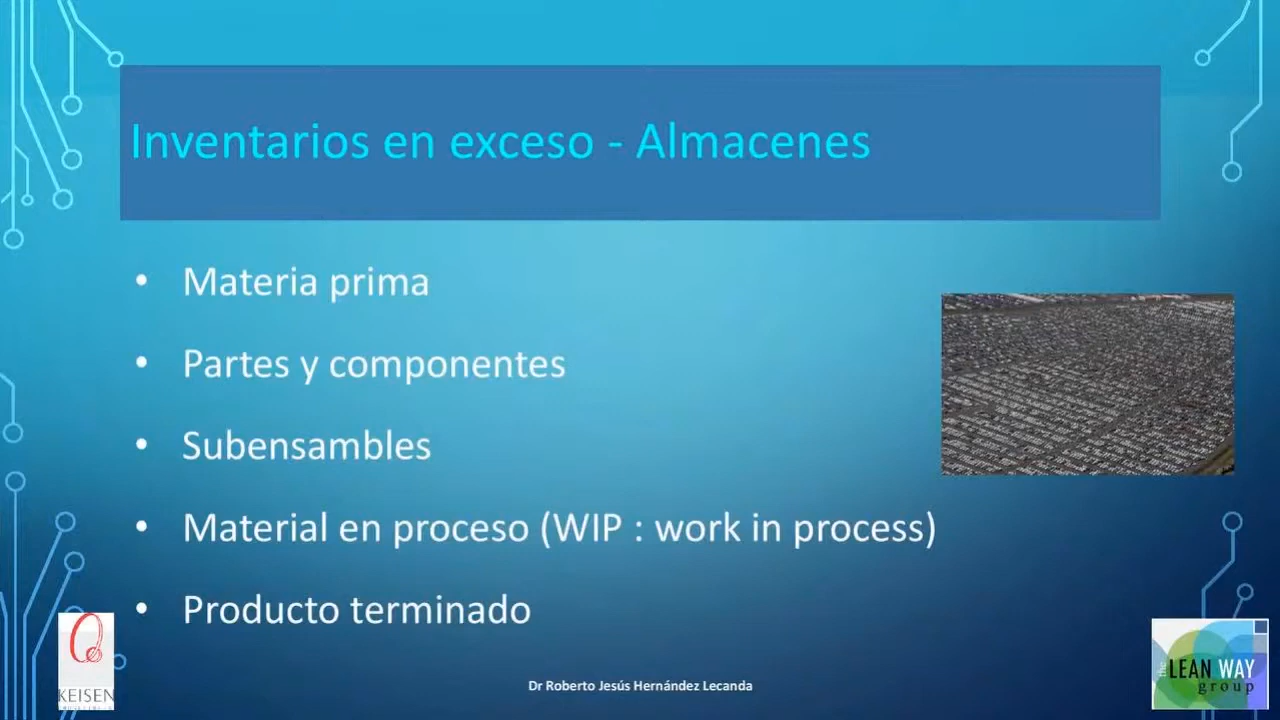 Inventarios en exceso - Almacenes
• Materia prima
• Partes y componentes
• Subensambles
• Material en proceso (WIP : work in process)
• Producto terminado
KEISEN
Dr Roberto Jesús Hernández Lecanda
the LEAN WAY
group